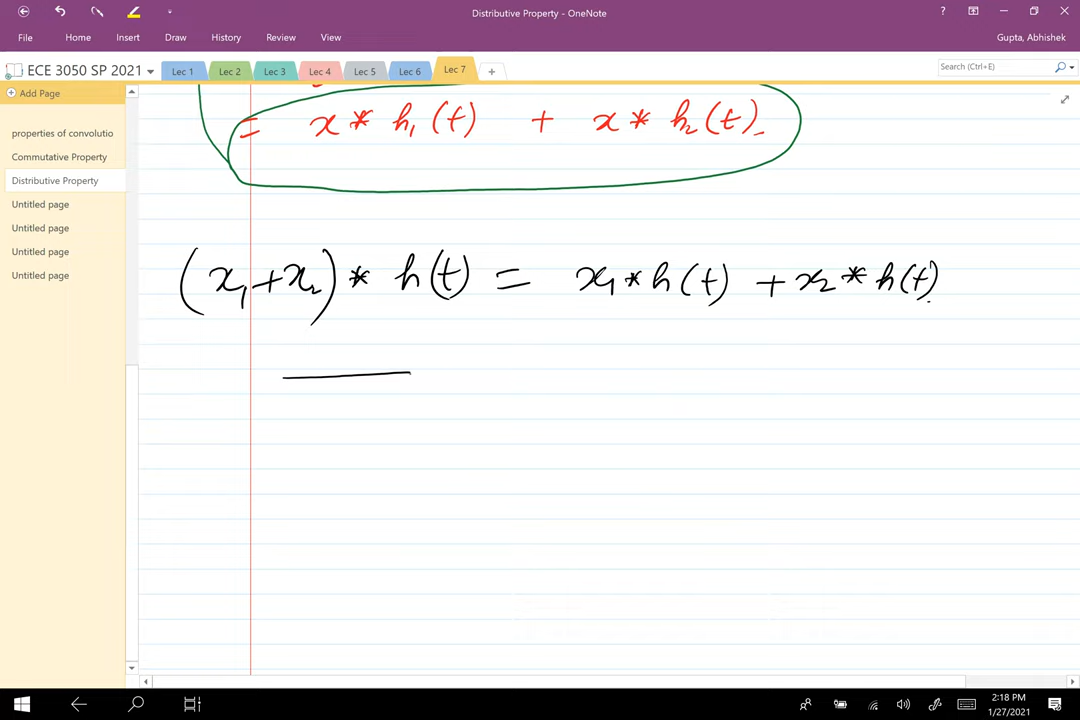 Distributive Property - OneNote
?
File Home Insert Draw History Review View Gupta, Abhishek
ECE 3050 SP 2021 Lec 1 Lec 2 Lec 3 Lec 4 Lec 5 Lec 6 Lec 7 + Search (Ctrl+E)
Add Page
properties of convolutio
Commutative Property
Distributive Property
Untitled page
Untitled page
Untitled page
Untitled page
= x * h₁(t) + x * h₂(t)
(x₁+x₂) * h(t) = x₁*h(t) + x₂*h(t)
2:18 PM
1/27/2021